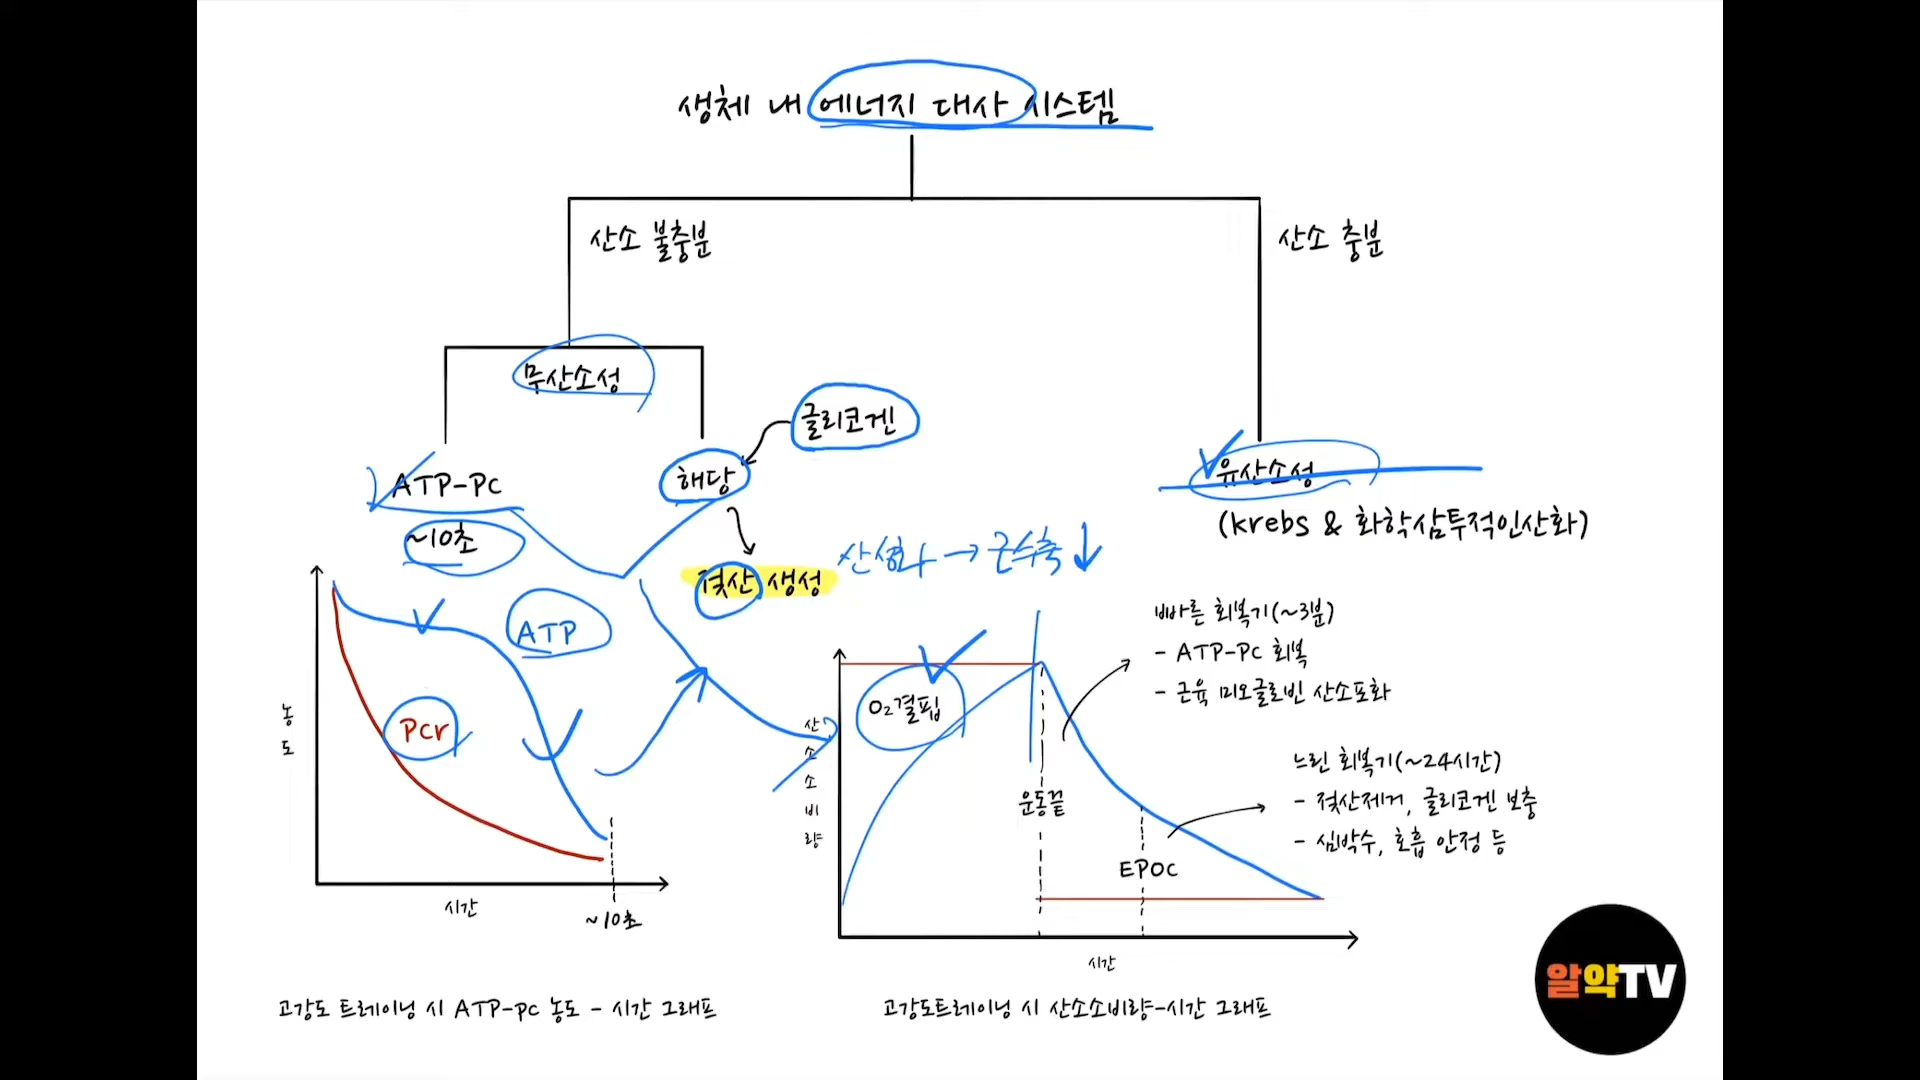 생체 내 에너지 대사 시스템
산소 불충분
산소 충분
무산소성
글리코겐
ATP-PC
해당
유산소성
~10초
(krebs & 화학삼투적인산화)
젖산 생성
산성화 → 근수축 ↓
ATP
PCr
농도
시간
~10초
고강도 트레이닝 시 ATP-PC 농도 - 시간 그래프
O₂결핍
산소소비량
운동끝
EPOC
시간
빠른 회복기(~3분)
- ATP-PC 회복
- 근육 미오글로빈 산소포화
느린 회복기(~24시간)
- 젖산제거, 글리코겐 보충
- 심박수, 호흡 안정 등
고강도트레이닝 시 산소소비량-시간 그래프
알약TV